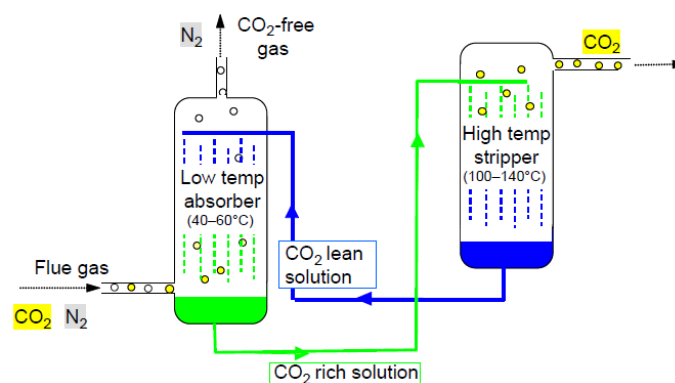 N₂
CO₂-free
gas
Low temp
absorber
(40–60°C)
Flue gas
CO₂ N₂
CO₂ lean
solution
CO₂ rich solution
High temp
stripper
(100–140°C)
CO₂